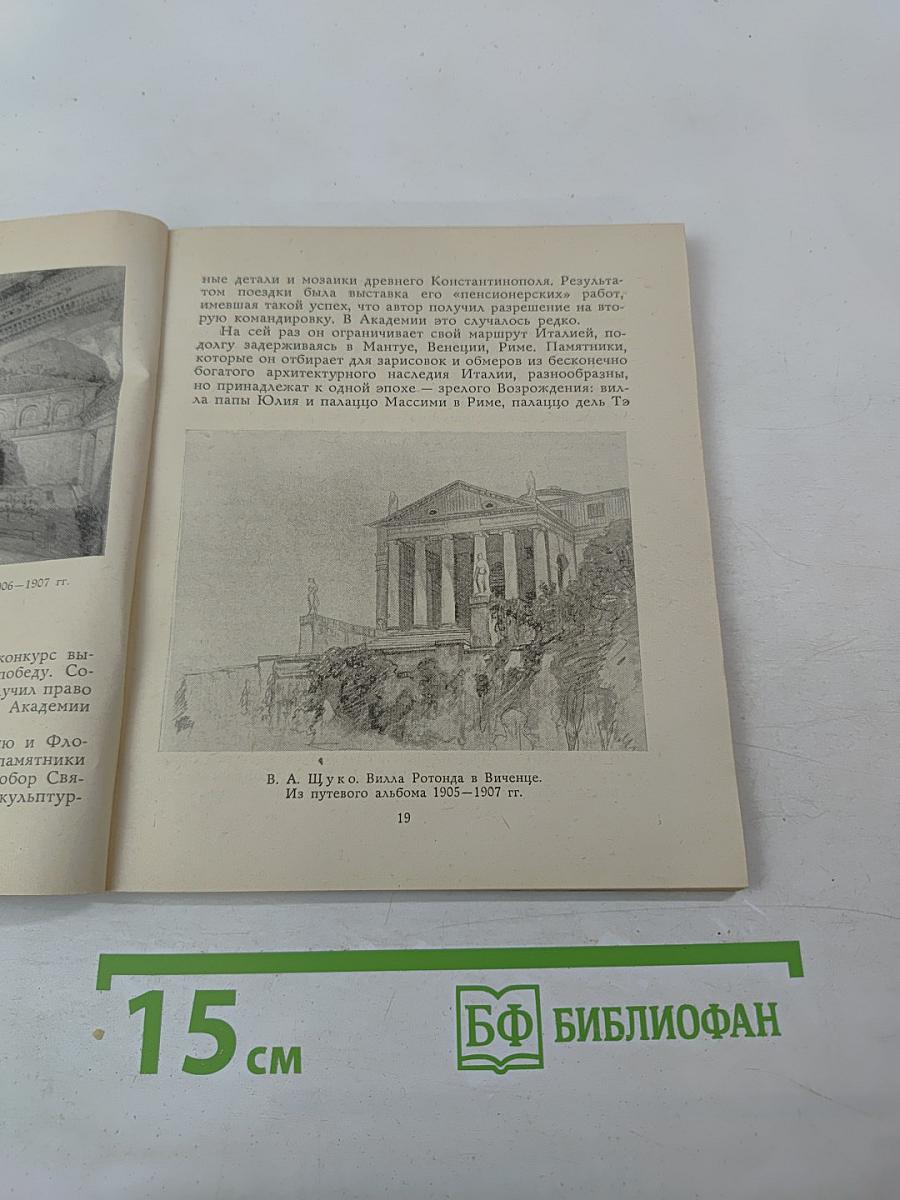 06—1907 гг.
конкурс вы-
победу. Со-
учил право
Академии
ю и Фло-
памятники
обор Свя-
кульптур-
ные детали и мозаики древнего Константинополя. Результа-
том поездки была выставка его «пенсионерских» работ,
имевшая такой успех, что автор получил разрешение на вто-
рую командировку. В Академии это случалось редко.
На сей раз он ограничивает свой маршрут Италией, по-
долгу задерживаясь в Мантуе, Венеции, Риме. Памятники,
которые он отбирает для зарисовок и обмеров из бесконечно
богатого архитектурного наследия Италии, разнообразны,
но принадлежат к одной эпохе — зрелого Возрождения: вил-
ла папы Юлия и палаццо Массими в Риме, палаццо дель Тэ
В. А. Щуко. Вилла Ротонда в Виченце.
Из путевого альбома 1905—1907 гг.
19
15 см
БФ БИБЛИОФАН